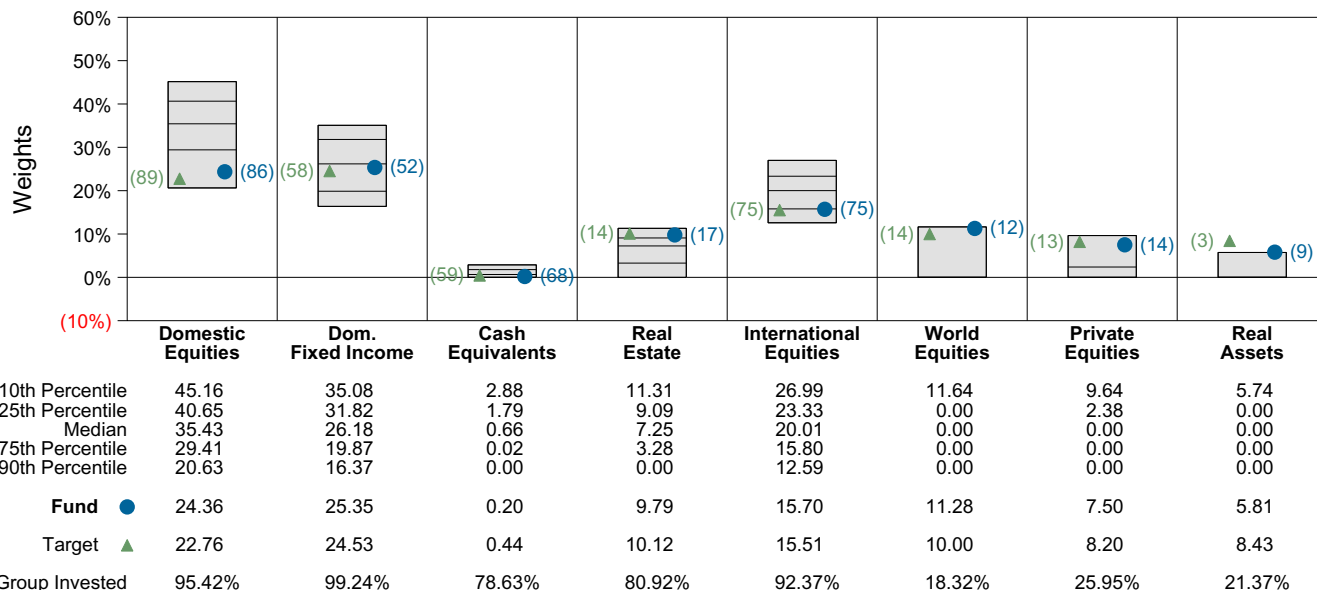 60%
50%
40%
30%
20%
10%
0%
(10%)
Weights
(89) (86) (58) (52)
(59) (68)
(14) (17)
(75) (75)
(14) (12)
(13) (14)
(3) (9)
Domestic Equities Dom. Fixed Income Cash Equivalents Real Estate International Equities World Equities Private Equities Real Assets
10th Percentile 45.16 35.08 2.88 11.31 26.99 11.64 9.64 5.74
25th Percentile 40.65 31.82 1.79 9.09 23.33 0.00 2.38 0.00
Median 35.43 26.18 0.66 7.25 20.01 0.00 0.00 0.00
75th Percentile 29.41 19.87 0.02 3.28 15.80 0.00 0.00 0.00
90th Percentile 20.63 16.37 0.00 0.00 12.59 0.00 0.00 0.00
Fund 24.36 25.35 0.20 9.79 15.70 11.28 7.50 5.81
Target 22.76 24.53 0.44 10.12 15.51 10.00 8.20 8.43
Group Invested 95.42% 99.24% 78.63% 80.92% 92.37% 18.32% 25.95% 21.37%